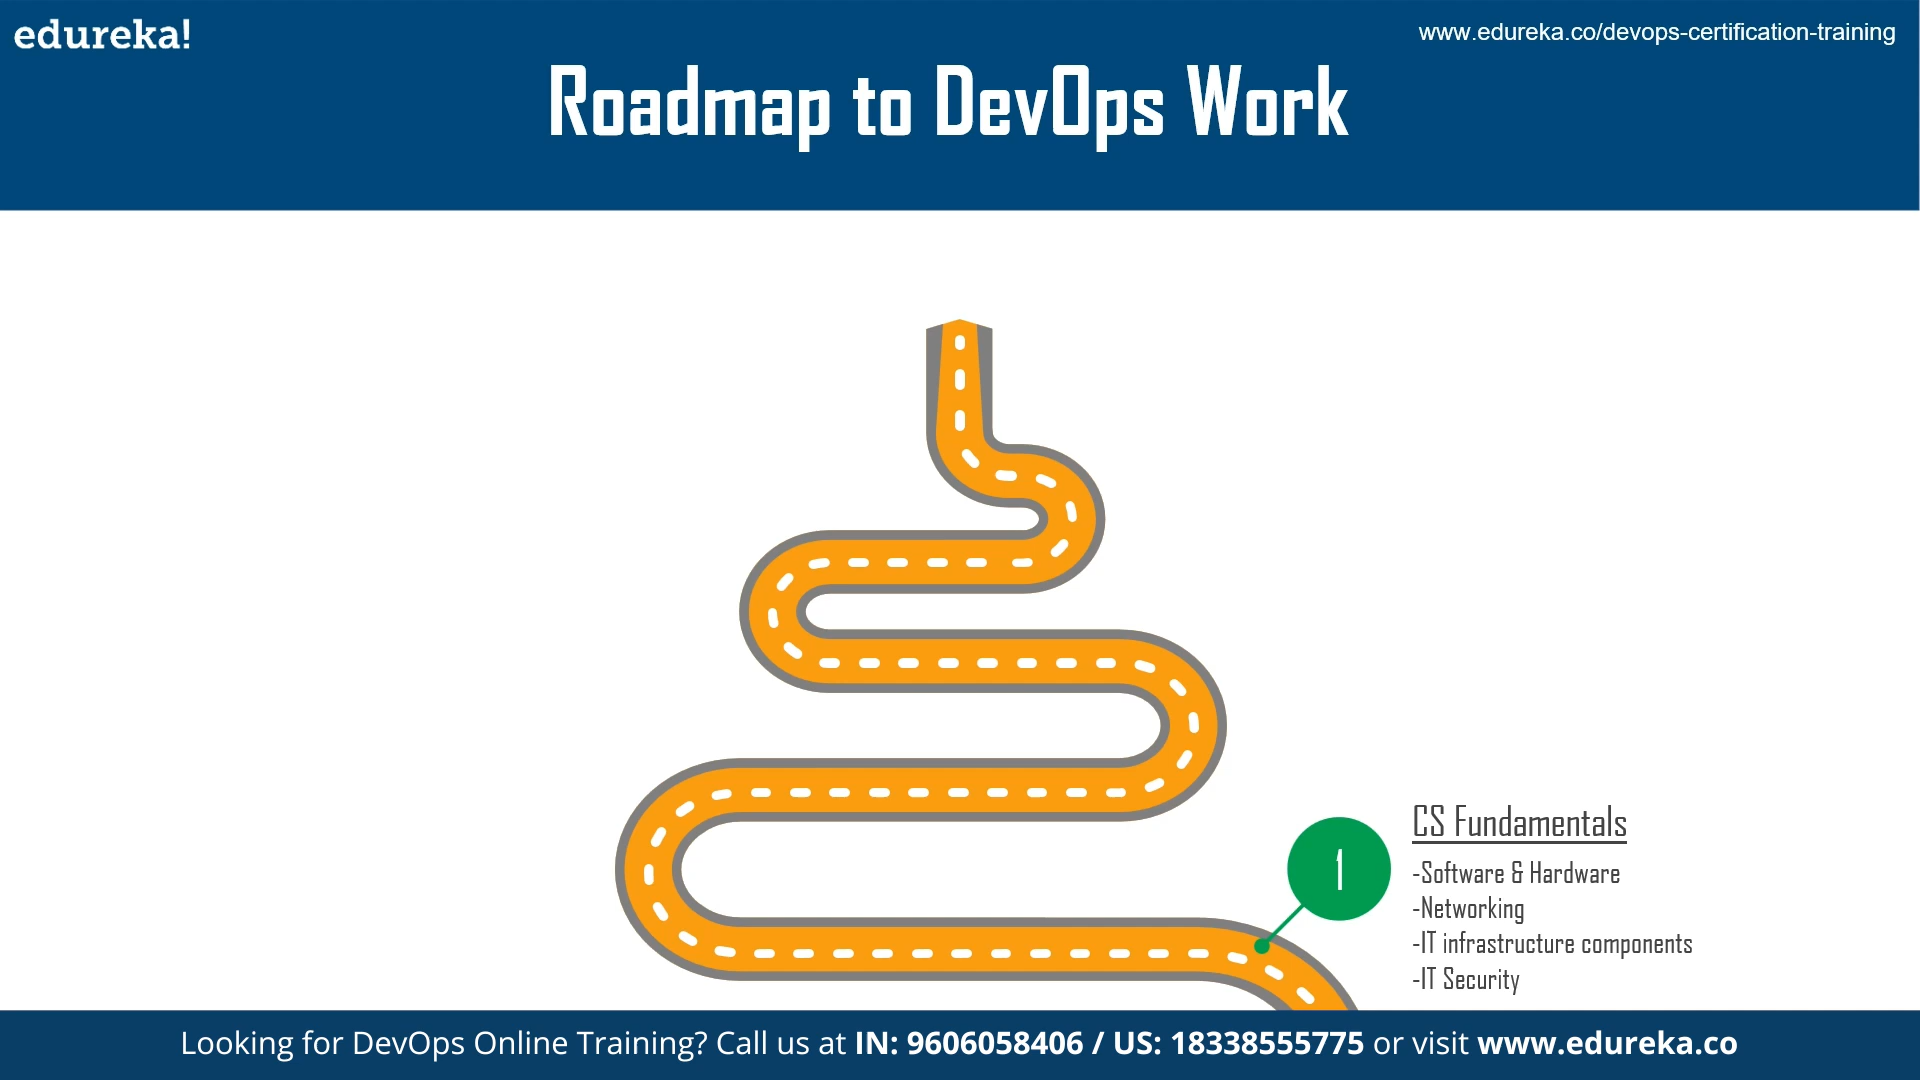 edureka!
www.edureka.co/devops-certification-training
Roadmap to DevOps Work
1
CS Fundamentals
-Software & Hardware
-Networking
-IT infrastructure components
-IT Security
Looking for DevOps Online Training? Call us at IN: 9606058406 / US: 18338555775 or visit www.edureka.co